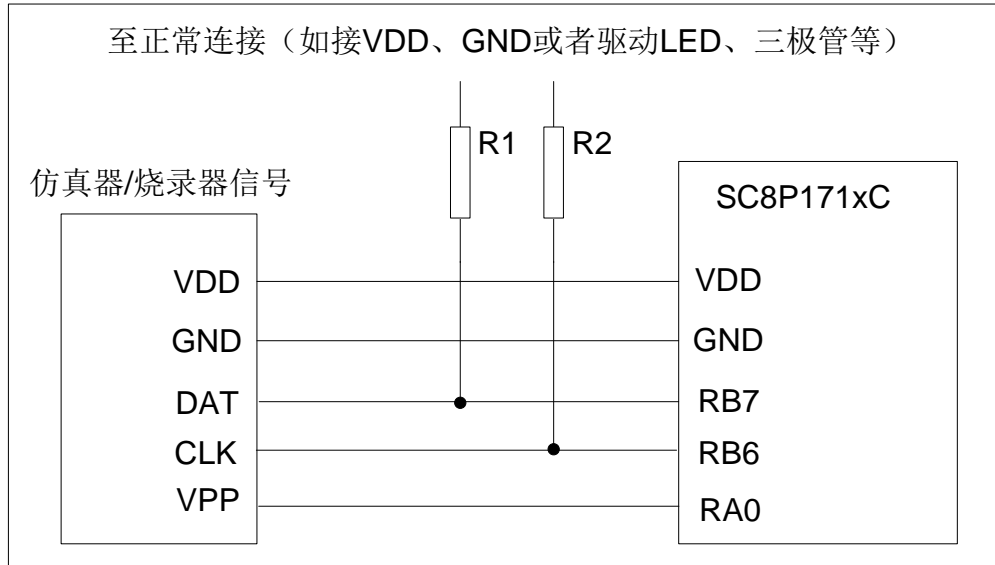 至正常连接（如接VDD、GND或者驱动LED、三极管等）
R1
R2
仿真器/烧录器信号
SC8P171xC
VDD
VDD
GND
GND
DAT
RB7
CLK
RB6
VPP
RA0